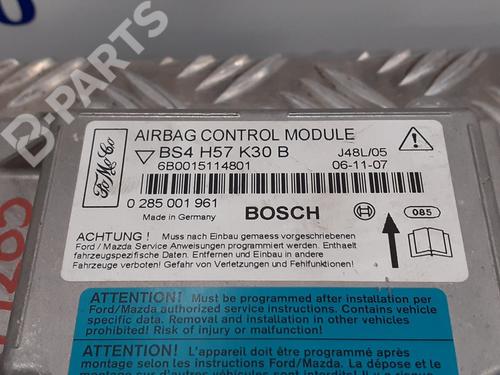 B-PARTS
AIRBAG CONTROL MODULE
BS4 H57 K30 B J48L/05
6B0015114801 06-11-07
FoMoCo
0 285 001 961
Made in Germany BOSCH 085
ACHTUNG ! Muss nach Einbau gemaess vorgeschriebenen
Ford / Mazda Service Anweisungen programmiert werden. Enthaelt
fahrzeugspezifische Daten. Entfernen und Einbau in andere
Fahrzeuge verboten! Gefahr von Verletzungen und Fehlfunktionen!
ATTENTION! Must be programmed after installation per
Ford/Mazda authorized service instructions. Contains vehicle
specific data. Removal and installation in other vehicles
prohibited! Risk of injury or malfunction!
ATTENTION! L'appareil doit être programmé après
montage selon les instructions
Ford/Mazda. La dépose et le
B-PARTS